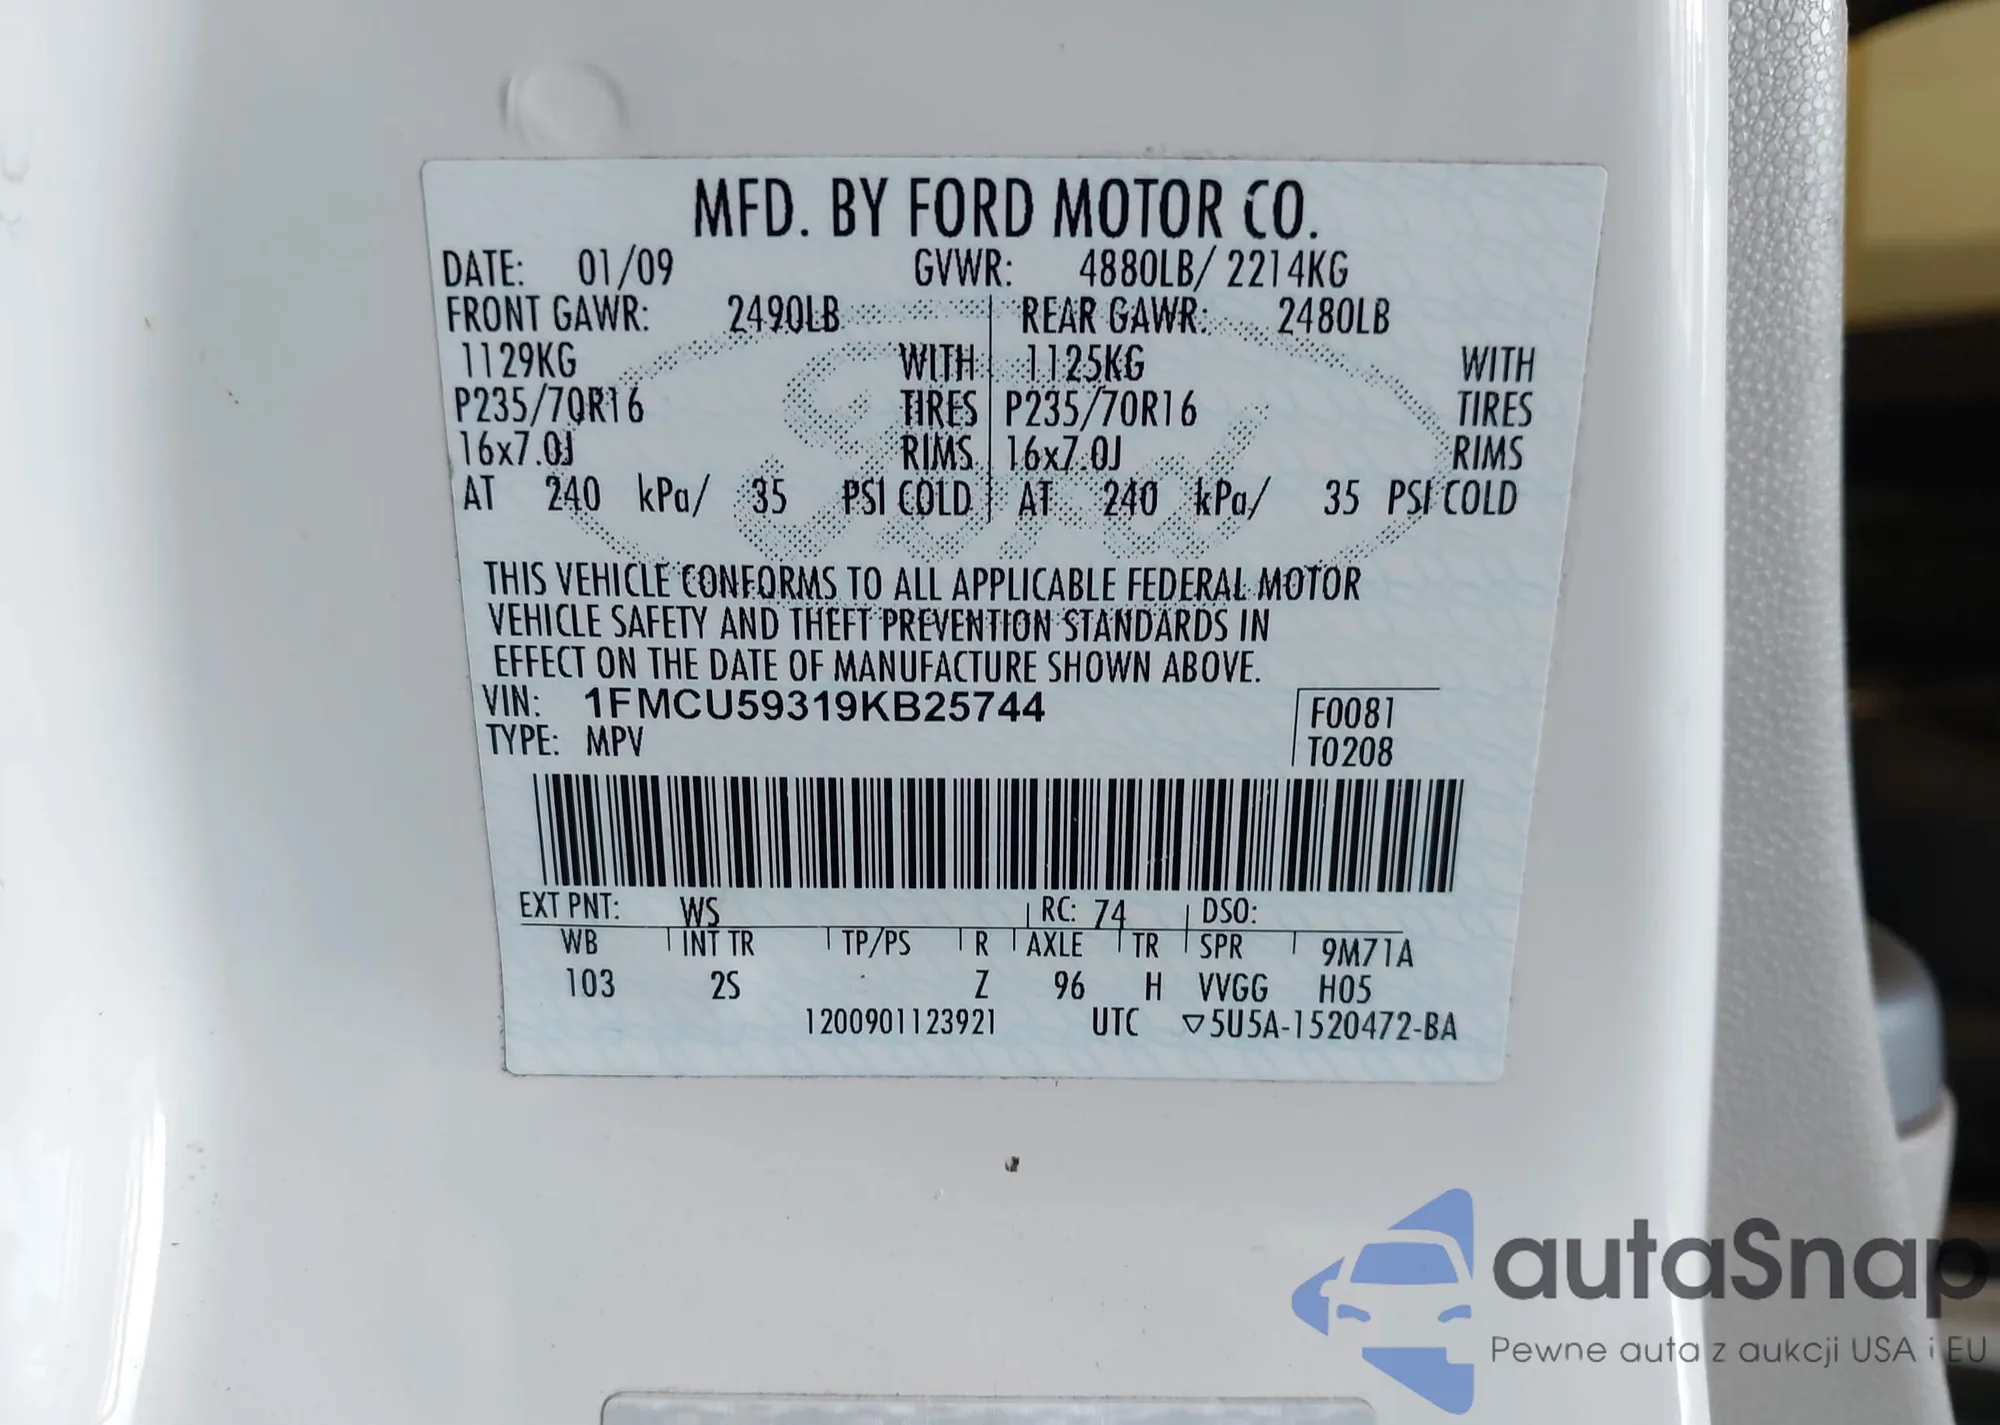 MFD. BY FORD MOTOR CO.
DATE: 01/09 GVWR: 4880LB/ 2214KG
FRONT GAWR: 2490LB REAR GAWR: 2480LB
1129KG WITH 1125KG WITH
P235/70R16 TIRES P235/70R16 TIRES
16x7.0J RIMS 16x7.0J RIMS
AT 240 kPa/ 35 PSI COLD AT 240 kPa/ 35 PSI COLD
THIS VEHICLE CONFORMS TO ALL APPLICABLE FEDERAL MOTOR
VEHICLE SAFETY AND THEFT PREVENTION STANDARDS IN
EFFECT ON THE DATE OF MANUFACTURE SHOWN ABOVE.
VIN: 1FMCU59319KB25744 F0081
TYPE: MPV T0208
EXT PNT: WS RC: 74 DSO:
WB INT TR TP/PS R AXLE TR SPR 9M71A
103 2S Z 96 H VVGG H05
1200901123921 UTC ▽5U5A-1520472-BA
Ford
autaSnap
Pewne auta z aukcji USA i EU